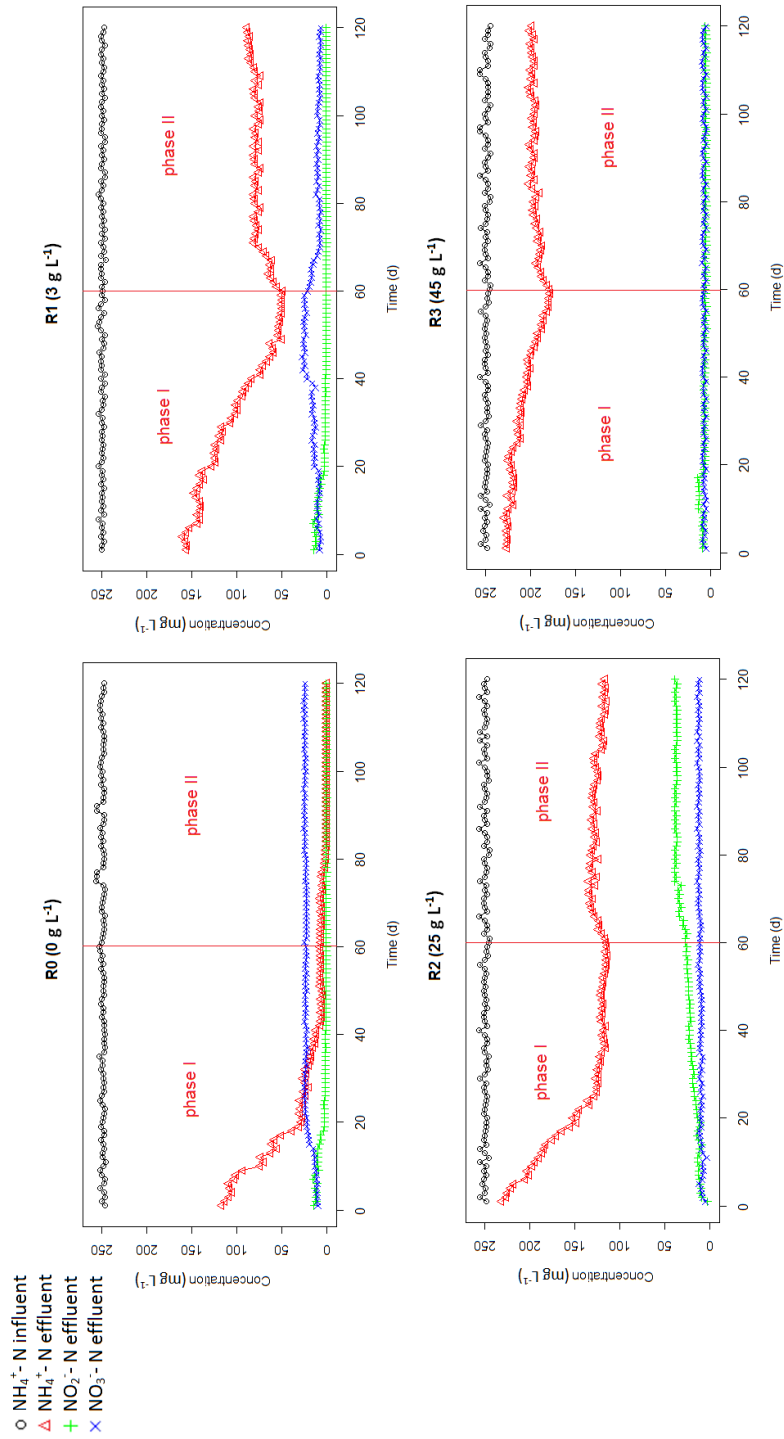 NH₄⁺- N influent
NH₄⁺- N effluent
NO₂⁻- N effluent
NO₃⁻- N effluent
R0 (0 g L⁻¹)
Concentration (mg L⁻¹)
250
200
150
100
50
0
phase I
phase II
0 20 40 60 80 100 120
Time (d)
R1 (3 g L⁻¹)
Concentration (mg L⁻¹)
250
200
150
100
50
0
phase I
phase II
0 20 40 60 80 100 120
Time (d)
R2 (25 g L⁻¹)
Concentration (mg L⁻¹)
250
200
150
100
50
0
phase I
phase II
0 20 40 60 80 100 120
Time (d)
R3 (45 g L⁻¹)
Concentration (mg L⁻¹)
250
200
150
100
50
0
phase I
phase II
0 20 40 60 80 100 120
Time (d)